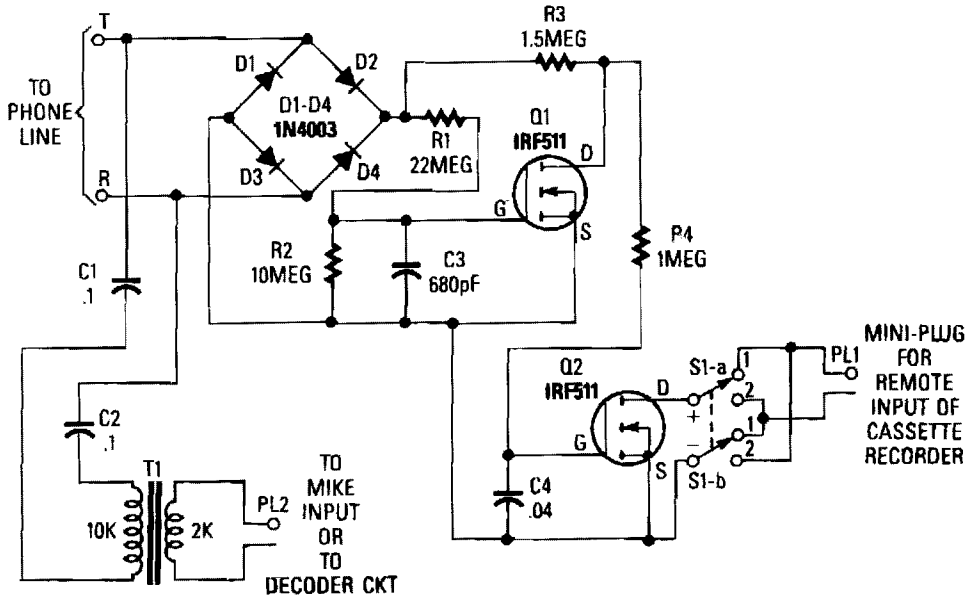 T
TO
PHONE
LINE
R
D1
D2
D1-D4
1N4003
D3
D4
R3
1.5MEG
R1
22MEG
Q1
IRF511
D
G
S
R2
10MEG
C3
680pF
R4
1MEG
C1
.1
C2
.1
T1
10K
2K
PL2
TO
MIKE
INPUT
OR
TO
DECODER CKT
Q2
IRF511
D
G
S
C4
.04
S1-a
1
2
+
−
1
2
S1-b
PL1
MINI-PLUG
FOR
REMOTE
INPUT OF
CASSETTE
RECORDER